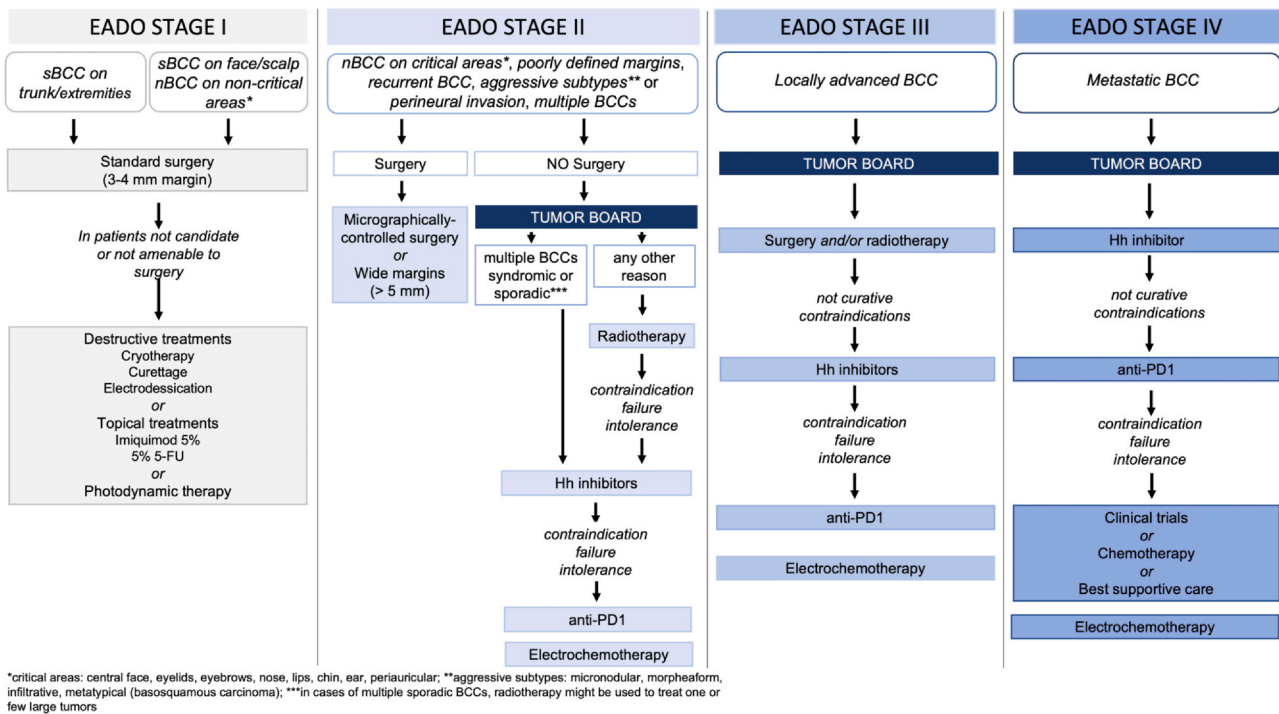 EADO STAGE I
sBCC on
trunk/extremities
sBCC on face/scalp
nBCC on non-critical
areas*
Standard surgery
(3-4 mm margin)
In patients not candidate
or not amenable to
surgery
Destructive treatments
Cryotherapy
Curettage
Electrodessication
or
Topical treatments
Imiquimod 5%
5% 5-FU
or
Photodynamic therapy
EADO STAGE II
nBCC on critical areas*, poorly defined margins,
recurrent BCC, aggressive subtypes** or
perineural invasion, multiple BCCs
Surgery
Micrographically-
controlled surgery
or
Wide margins
(> 5 mm)
NO Surgery
TUMOR BOARD
multiple BCCs
syndromic or
sporadic***
any other
reason
Radiotherapy
contraindication
failure
intolerance
Hh inhibitors
contraindication
failure
intolerance
anti-PD1
Electrochemotherapy
EADO STAGE III
Locally advanced BCC
TUMOR BOARD
Surgery and/or radiotherapy
not curative
contraindications
Hh inhibitors
contraindication
failure
intolerance
anti-PD1
Electrochemotherapy
EADO STAGE IV
Metastatic BCC
TUMOR BOARD
Hh inhibitor
not curative
contraindications
anti-PD1
contraindication
failure
intolerance
Clinical trials
or
Chemotherapy
or
Best supportive care
Electrochemotherapy
*critical areas: central face, eyelids, eyebrows, nose, lips, chin, ear, periauricular; **aggressive subtypes: micronodular, morpheaform,
infiltrative, metatypical (basosquamous carcinoma); ***in cases of multiple sporadic BCCs, radiotherapy might be used to treat one or
few large tumors